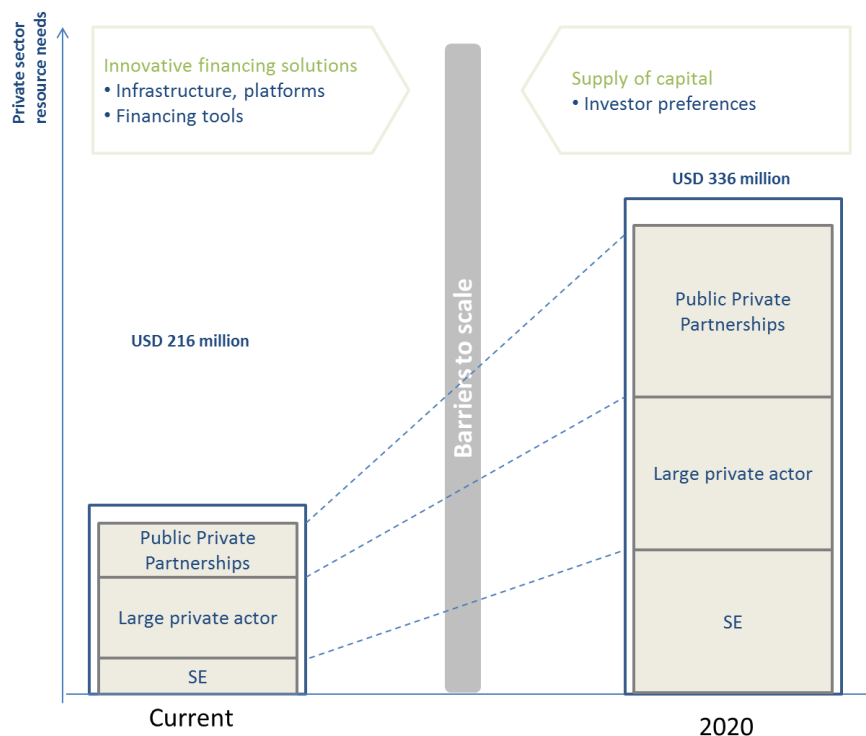 Private sector
resource needs
Innovative financing solutions
• Infrastructure, platforms
• Financing tools
Supply of capital
• Investor preferences
USD 336 million
USD 216 million
Barriers to scale
Public Private
Partnerships
Large private actor
SE
Public Private
Partnerships
Large private actor
SE
Current
2020